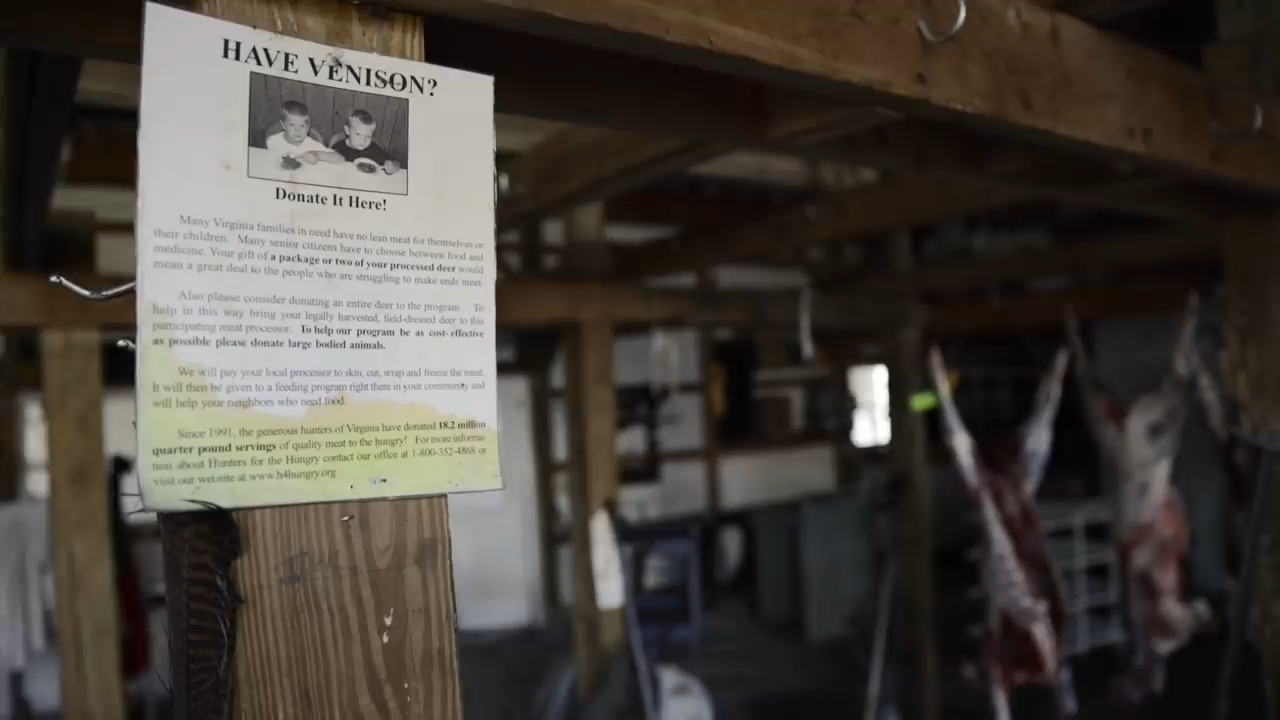 HAVE VENISON?
Donate It Here!
Many Virginia families in need have no lean meat for themselves or
their children. Many senior citizens have to choose between food and
medicine. Your gift of a package or two of your processed deer would
mean a great deal to the people who are struggling to make ends meet.
Also please consider donating an entire deer to the program. To
help in this way bring your legally harvested, field-dressed deer to this
participating meat processor. To help our program be as cost-effective
as possible please donate large bodied animals.
We will pay your local processor to skin, cut, wrap and freeze the meat.
It will then be given to a feeding program right there in your community and
will help your neighbors who need food.
Since 1991, the generous hunters of Virginia have donated 18.2 million
quarter pound servings of quality meat to the hungry! For more informa-
tion about Hunters for the Hungry contact our office at 1-800-352-4868 or
visit our website at www.h4hungry.org